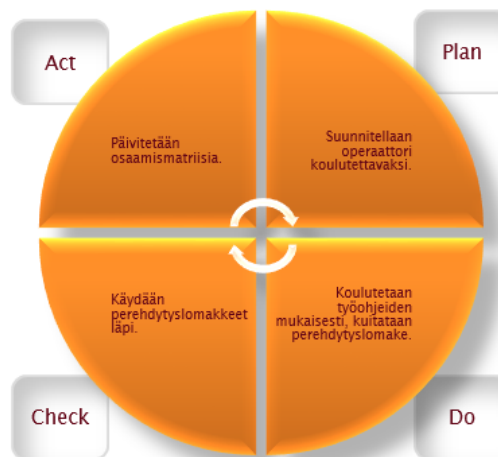 Act
Plan
Päivitetään
osaamismatriisia.
Suunnitellaan
operaattori
koulutettavaksi.
Käydään
perehdytyslomakkeet
läpi.
Koulutetaan
työohjeiden
mukaisesti, kuitataan
perehdytyslomake.
Check
Do